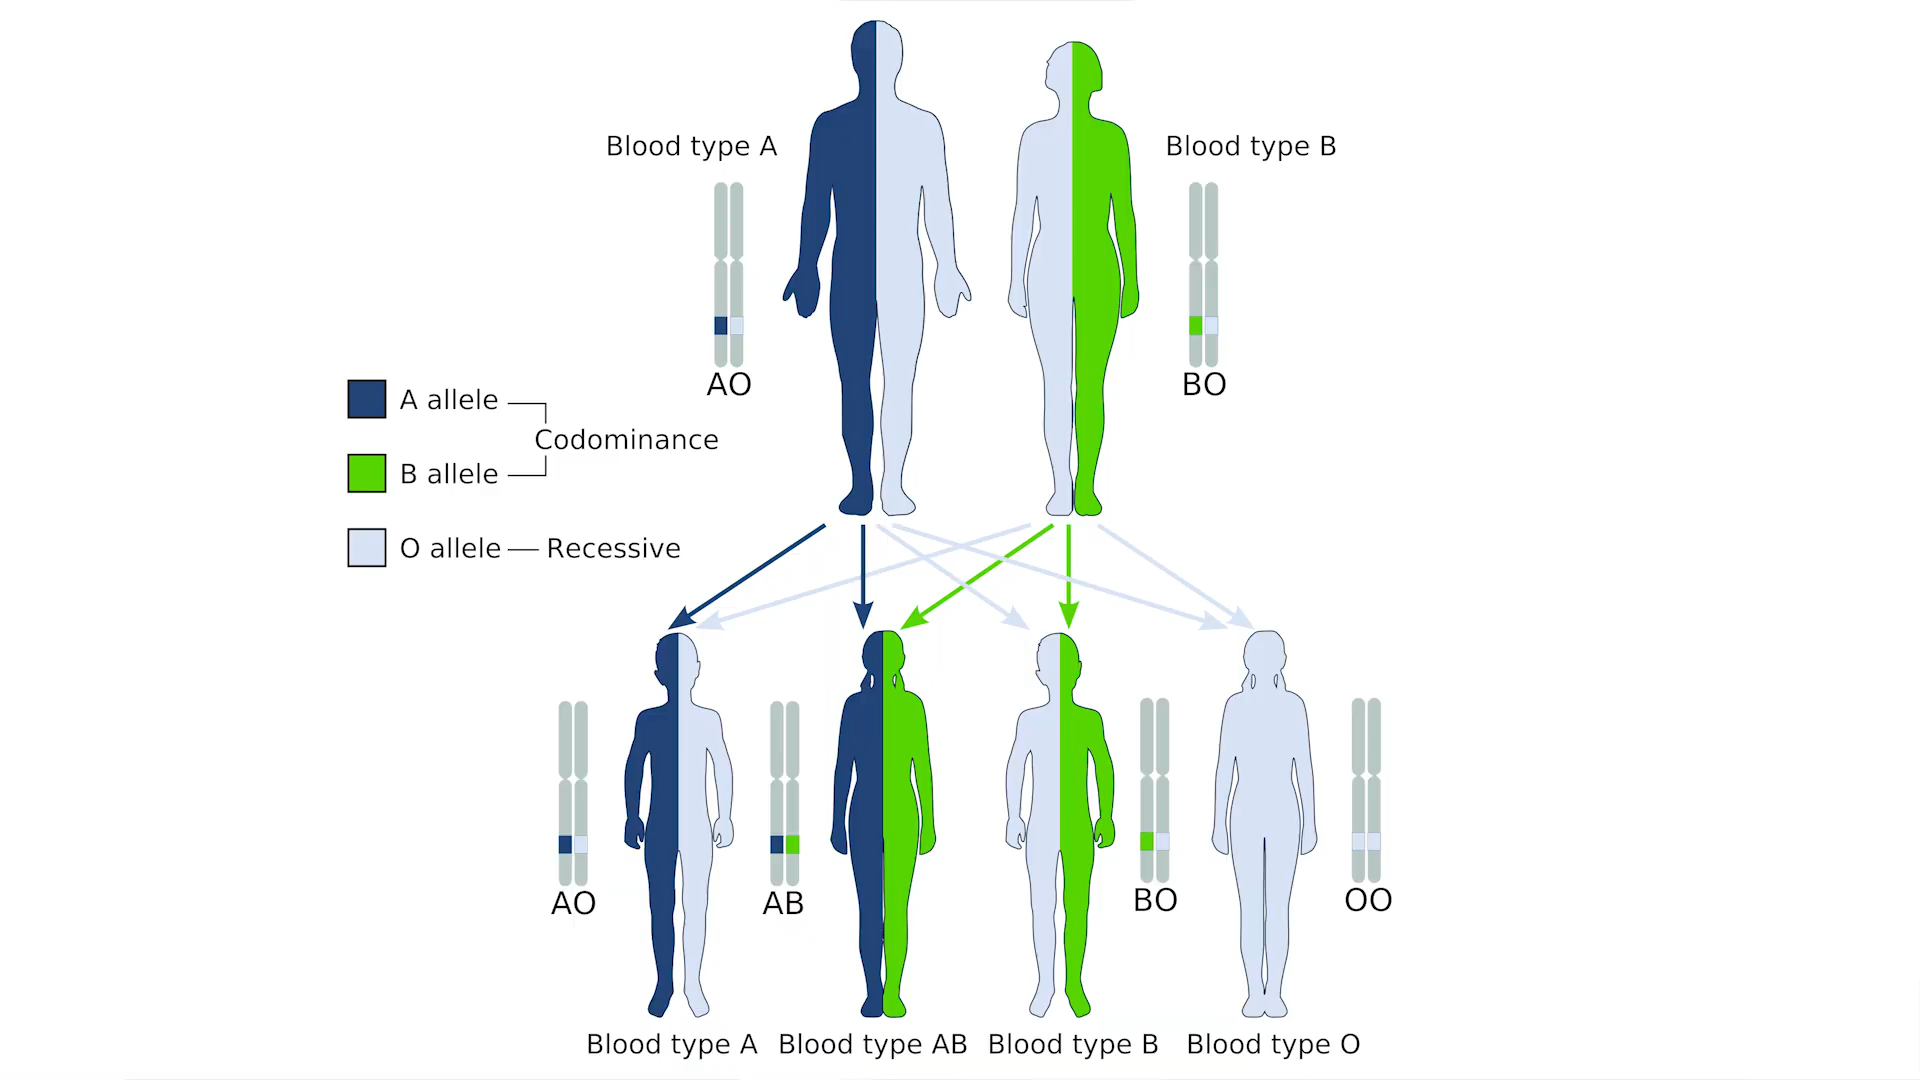 Blood type A
Blood type B
AO
BO
A allele
Codominance
B allele
O allele
Recessive
AO
AB
BO
OO
Blood type A
Blood type AB
Blood type B
Blood type O